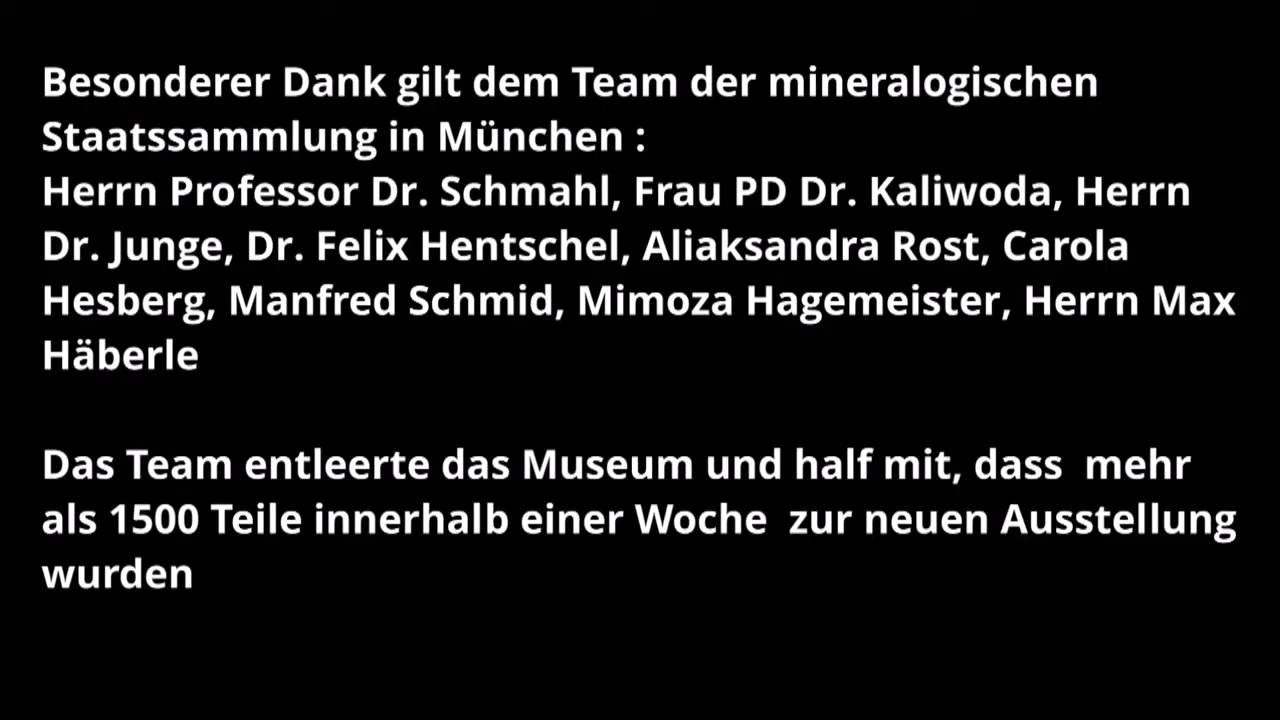 Besonderer Dank gilt dem Team der mineralogischen
Staatssammlung in München :
Herrn Professor Dr. Schmahl, Frau PD Dr. Kaliwoda, Herrn
Dr. Junge, Dr. Felix Hentschel, Aliaksandra Rost, Carola
Hesberg, Manfred Schmid, Mimoza Hagemeister, Herrn Max
Häberle
Das Team entleerte das Museum und half mit, dass  mehr
als 1500 Teile innerhalb einer Woche  zur neuen Ausstellung
wurden